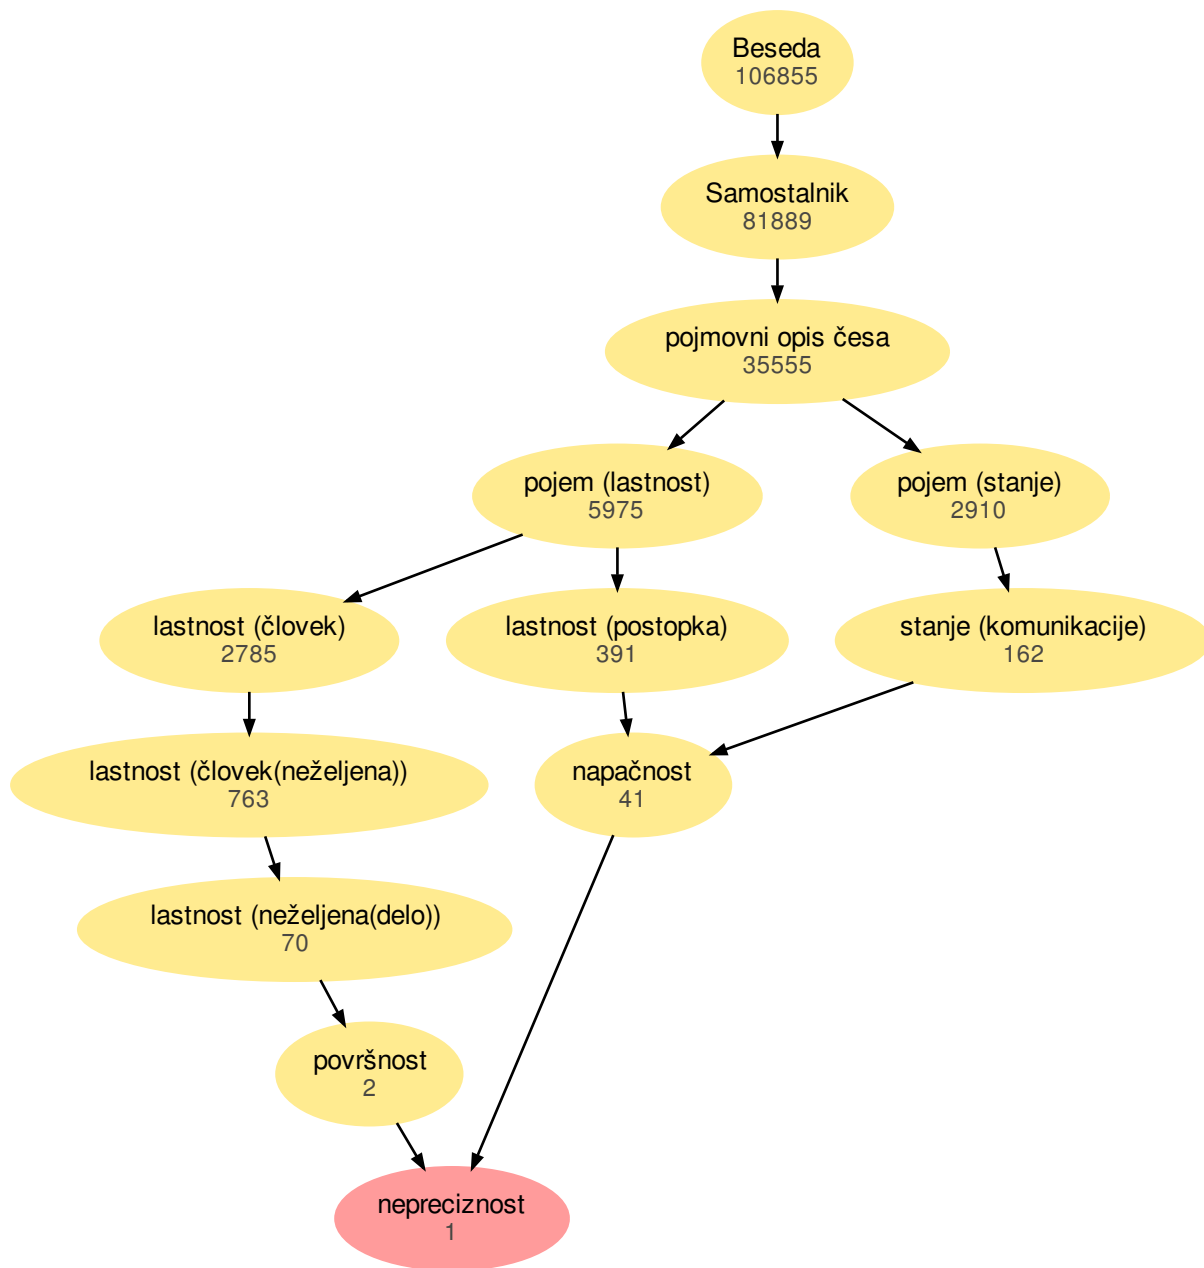 Beseda
106855
Samostalnik
81889
pojmovni opis česa
35555
pojem (lastnost)
5975
pojem (stanje)
2910
lastnost (človek)
2785
lastnost (postopka)
391
stanje (komunikacije)
162
lastnost (človek(neželjena))
763
napačnost
41
lastnost (neželjena(delo))
70
površnost
2
nepreciznost
1